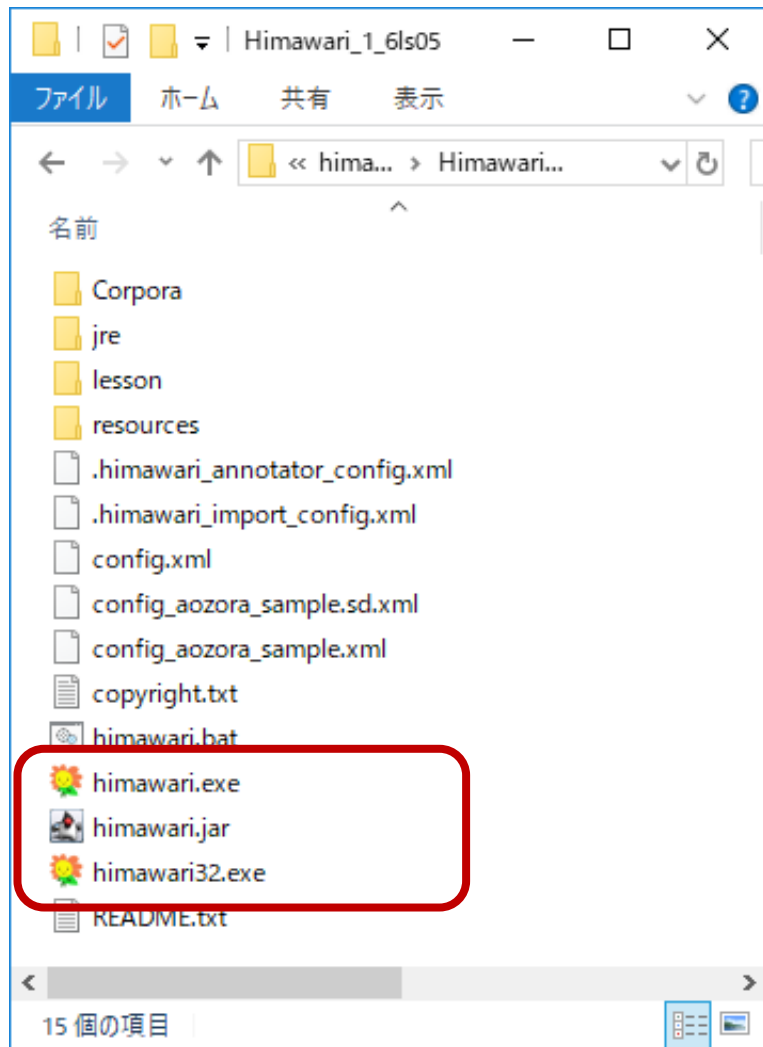 Himawari_1_6ls05
ファイル ホーム 共有 表示
« hima... › Himawari...
名前
Corpora
jre
lesson
resources
.himawari_annotator_config.xml
.himawari_import_config.xml
config.xml
config_aozora_sample.sd.xml
config_aozora_sample.xml
copyright.txt
himawari.bat
himawari.exe
himawari.jar
himawari32.exe
README.txt
15 個の項目